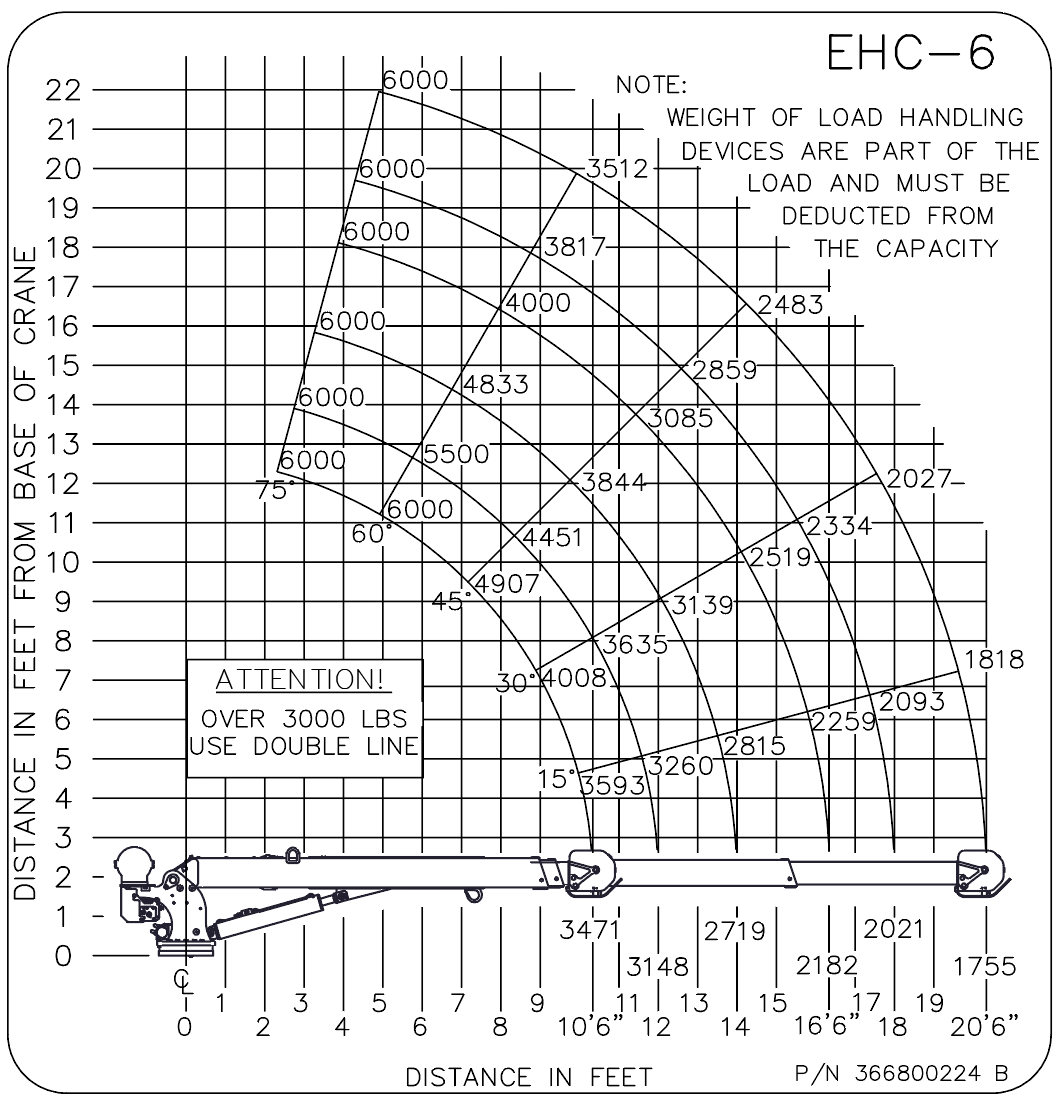 EHC-6
NOTE:
WEIGHT OF LOAD HANDLING
DEVICES ARE PART OF THE
LOAD AND MUST BE
DEDUCTED FROM
THE CAPACITY
DISTANCE IN FEET FROM BASE OF CRANE
22
21
20
19
18
17
16
15
14
13
12
11
10
9
8
7
6
5
4
3
2
1
0
6000
6000 3512
6000 3817
4000 2483
6000
4833 2859
6000 3085
6000 5500 3844 2027
75°
6000 4451 2334
60°
4907 2519
45° 3139
3635 1818
30° 4008
2093
2259
2815
15° 3593 3260
ATTENTION!
OVER 3000 LBS
USE DOUBLE LINE
3471 2719 2021
3148 2182 1755
CL
1 3 5 7 9 11 13 15 17 19
0 2 4 6 8 10'6" 12 14 16'6" 18 20'6"
DISTANCE IN FEET
P/N 366800224 B